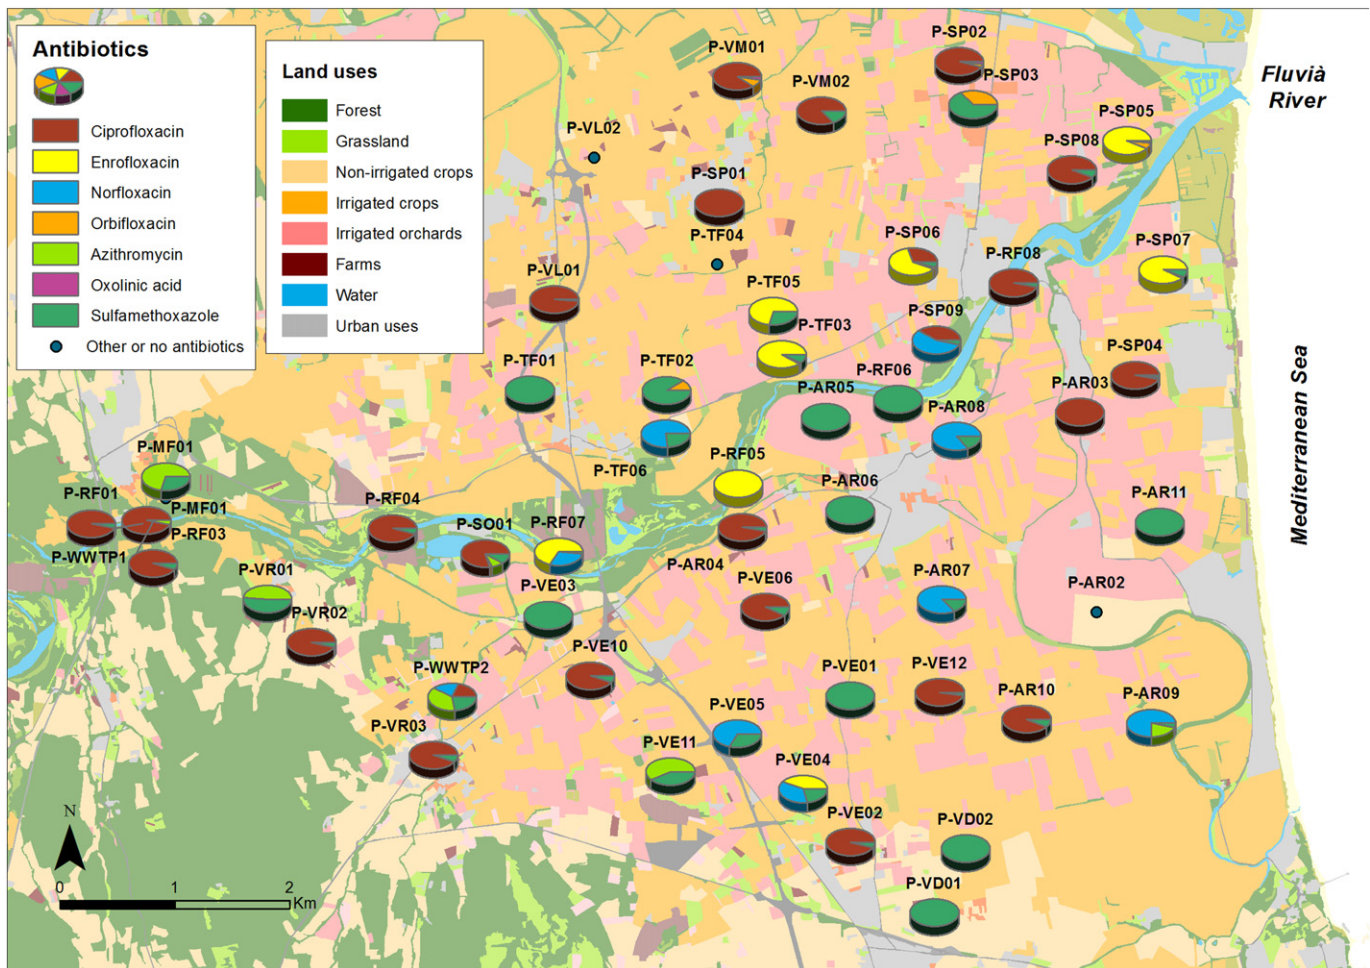 Antibiotics
Ciprofloxacin
Enrofloxacin
Norfloxacin
Orbifloxacin
Azithromycin
Oxolinic acid
Sulfamethoxazole
Other or no antibiotics
Land uses
Forest
Grassland
Non-irrigated crops
Irrigated crops
Irrigated orchards
Farms
Water
Urban uses
P-VM01
P-SP02
Fluvià
River
P-SP03
P-VM02
P-SP05
P-VL02
P-SP08
P-SP01
P-TF04
P-SP06
P-SP07
P-RF08
P-VL01
P-TF05
P-TF03
P-SP09
P-SP04
P-TF01
P-TF02
P-RF06
P-AR05
P-AR03
P-AR08
Mediterranean Sea
P-MF01
P-TF06
P-RF05
P-AR06
P-RF01
P-MF01
P-RF04
P-AR11
P-RF03
P-SO01
P-RF07
P-WWTP1
P-AR04
P-VR01
P-VE06
P-AR07
P-AR02
P-VE03
P-VR02
P-WWTP2
P-VE10
P-VE01
P-VE12
P-AR10
P-AR09
P-VR03
P-VE05
P-VE11
P-VE04
P-VE02
P-VD02
P-VD01
N
0 1 2
Km